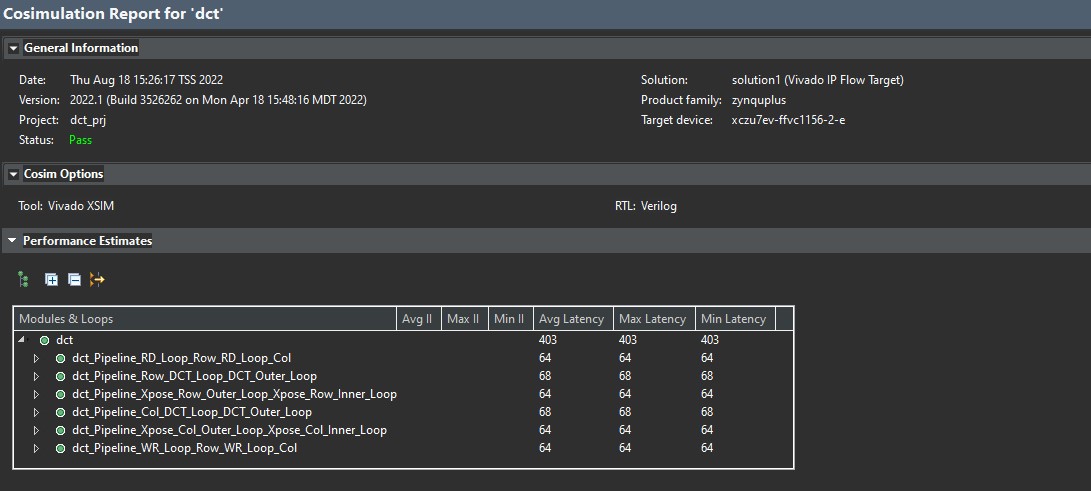 Cosimulation Report for 'dct'
General Information
Date: Thu Aug 18 15:26:17 TSS 2022
Solution: solution1 (Vivado IP Flow Target)
Version: 2022.1 (Build 3526262 on Mon Apr 18 15:48:16 MDT 2022)
Product family: zynquplus
Project: dct_prj
Target device: xczu7ev-ffvc1156-2-e
Status: Pass
Cosim Options
Tool: Vivado XSIM
RTL: Verilog
Performance Estimates
Modules & Loops Avg II Max II Min II Avg Latency Max Latency Min Latency
dct 403 403 403
dct_Pipeline_RD_Loop_Row_RD_Loop_Col 64 64 64
dct_Pipeline_Row_DCT_Loop_DCT_Outer_Loop 68 68 68
dct_Pipeline_Xpose_Row_Outer_Loop_Xpose_Row_Inner_Loop 64 64 64
dct_Pipeline_Col_DCT_Loop_DCT_Outer_Loop 68 68 68
dct_Pipeline_Xpose_Col_Outer_Loop_Xpose_Col_Inner_Loop 64 64 64
dct_Pipeline_WR_Loop_Row_WR_Loop_Col 64 64 64